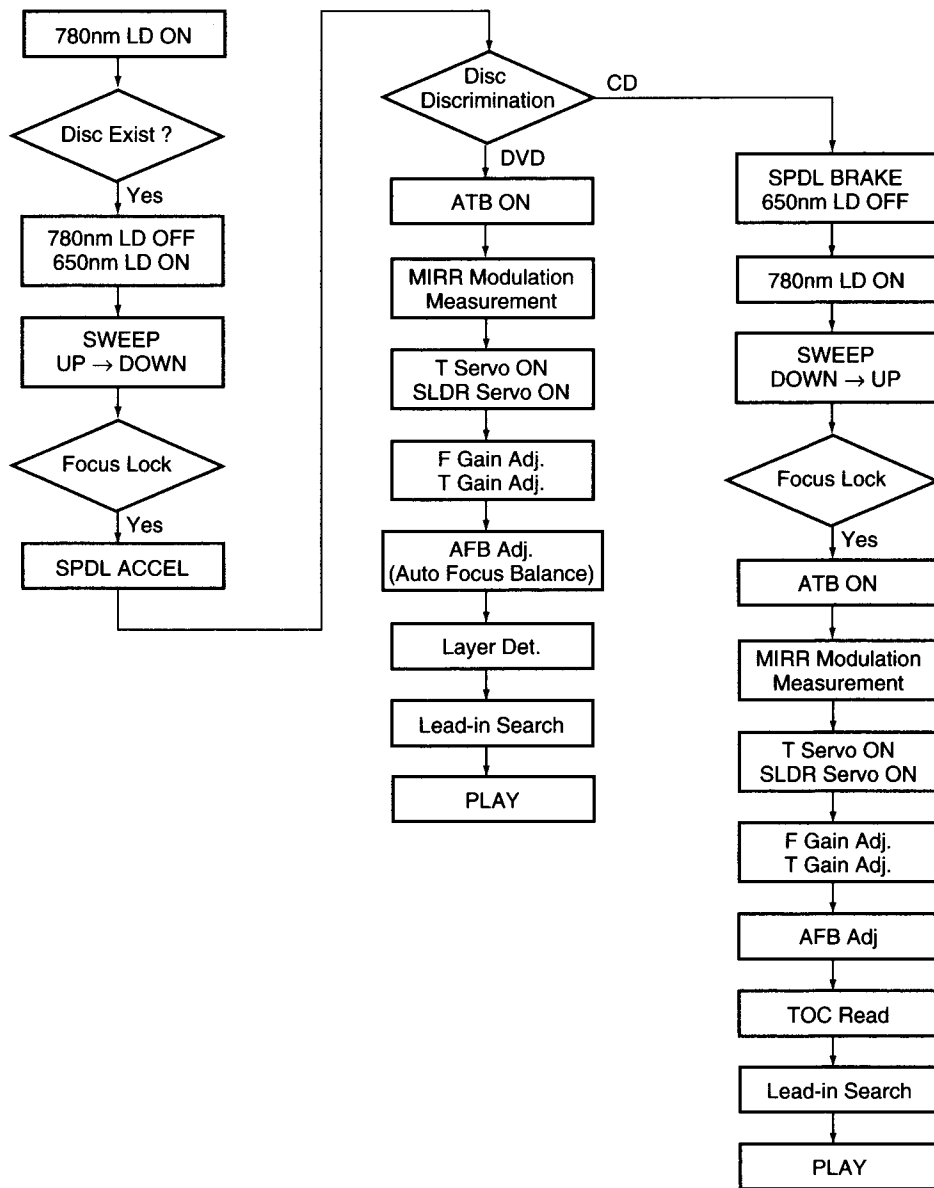 780nm LD ON
Disc Exist ?
Yes
780nm LD OFF
650nm LD ON
SWEEP
UP → DOWN
Focus Lock
Yes
SPDL ACCEL
Disc
Discrimination
CD
DVD
ATB ON
MIRR Modulation
Measurement
T Servo ON
SLDR Servo ON
F Gain Adj.
T Gain Adj.
AFB Adj.
(Auto Focus Balance)
Layer Det.
Lead-in Search
PLAY
SPDL BRAKE
650nm LD OFF
780nm LD ON
SWEEP
DOWN → UP
Focus Lock
Yes
ATB ON
MIRR Modulation
Measurement
T Servo ON
SLDR Servo ON
F Gain Adj.
T Gain Adj.
AFB Adj
TOC Read
Lead-in Search
PLAY